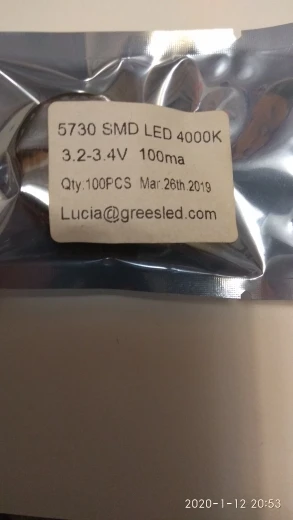 5730 SMD LED 4000K
3.2-3.4V 100ma
Qty:100PCS Mar.26th.2019
Lucia@greesled.com
2020-1-12 20:53